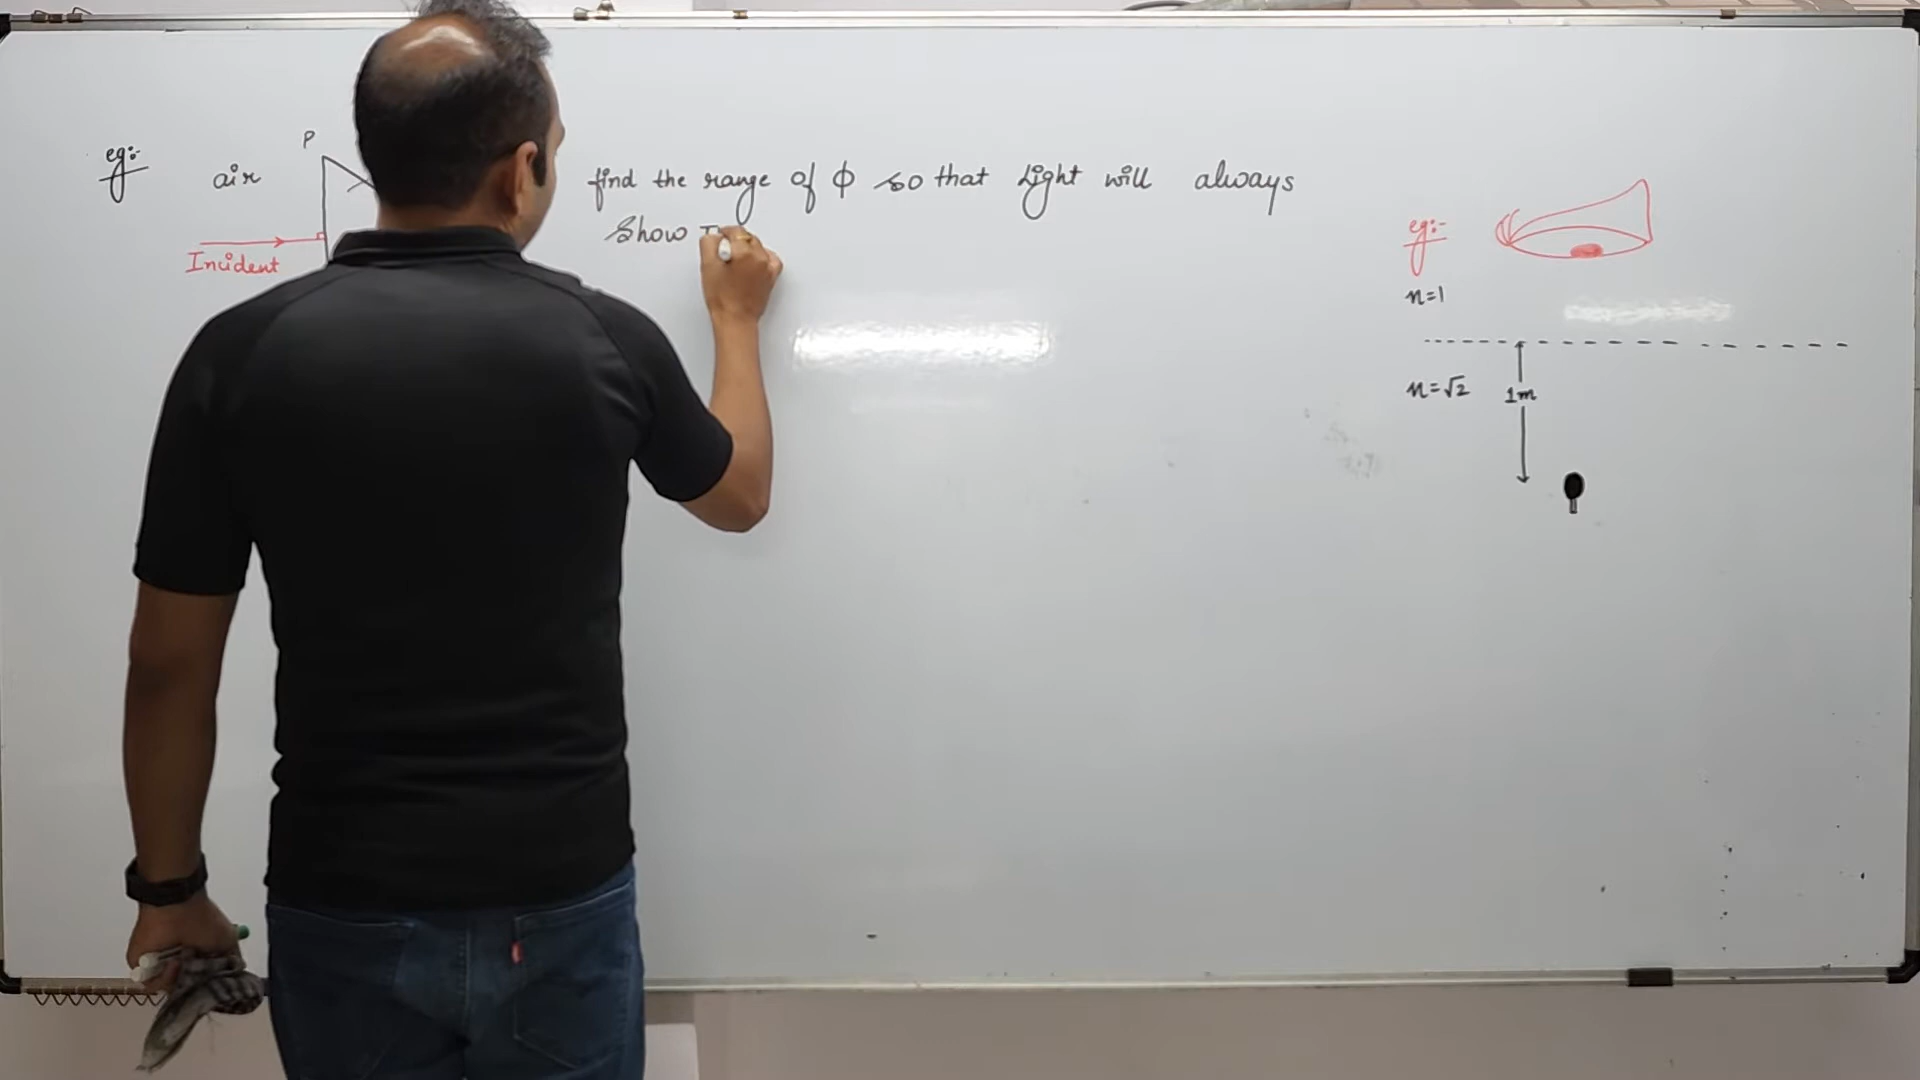 eg:-
air
P
Incident
find the range of ϕ so that light will always
show
eg:-
n=1
n=√2
1m